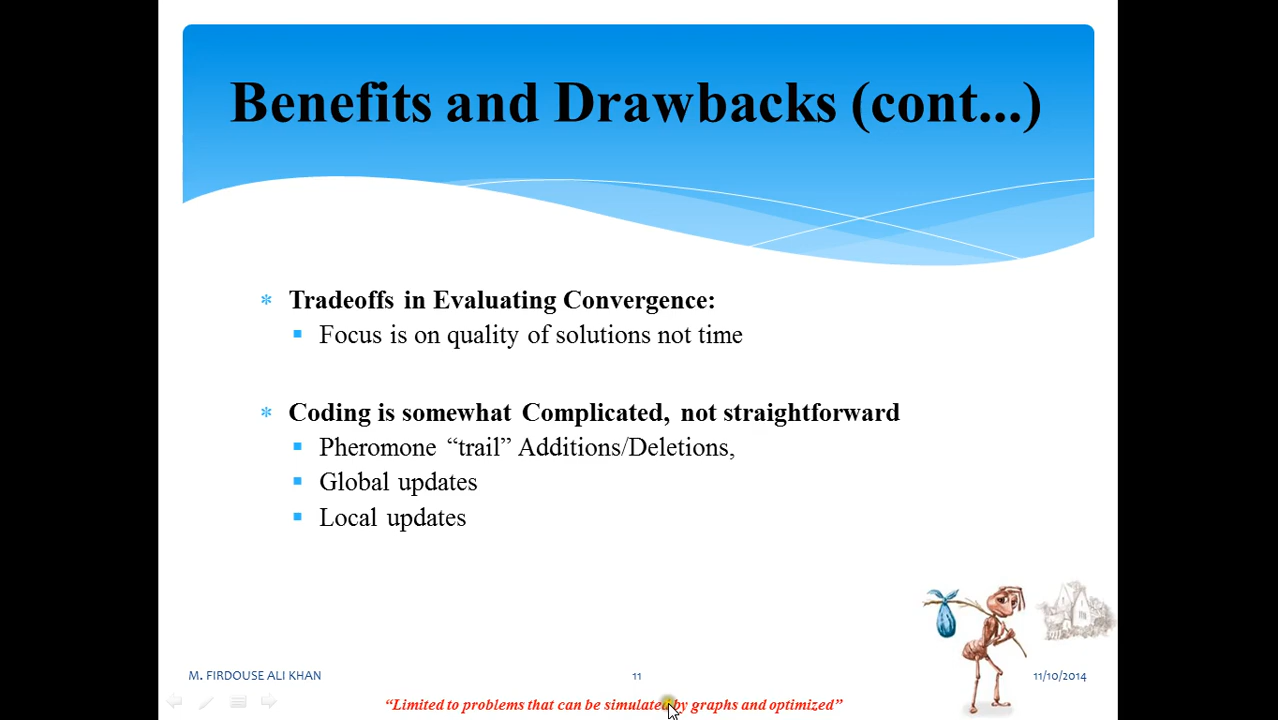 Benefits and Drawbacks (cont...)
Tradeoffs in Evaluating Convergence:
Focus is on quality of solutions not time
Coding is somewhat Complicated, not straightforward
Pheromone “trail” Additions/Deletions,
Global updates
Local updates
M. FIRDOUSE ALI KHAN
11
11/10/2014
“Limited to problems that can be simulated by graphs and optimized”